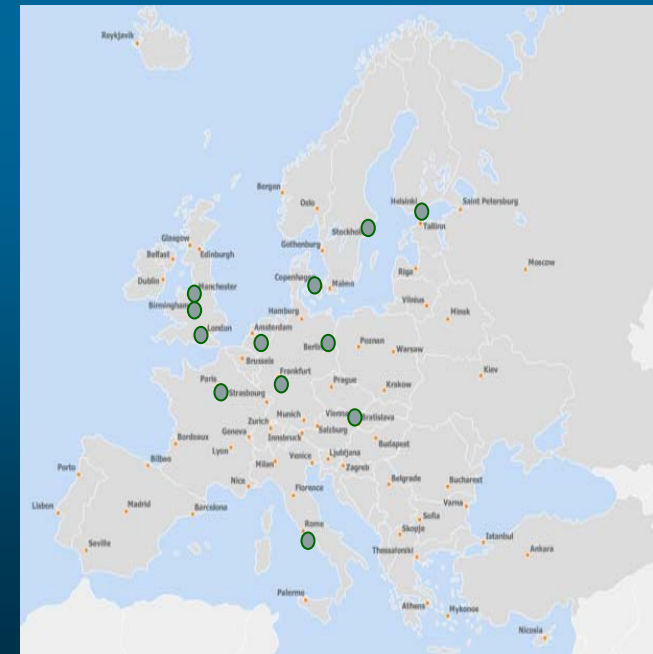 Reykjavik
Bergen
Oslo
Helsinki
Saint Petersburg
Tallinn
Stockhol
Glasgow
Edinburgh
Gothenburg
Belfast
Riga
Moscow
Dublin
Copenhagen
Malmo
Manchester
Vilnius
Birmingham
Minsk
Hamburg
London
Amsterdam
Berlin
Poznan
Warsaw
Brussels
Kiev
Frankfurt
Paris
Prague
Krakow
Strasbourg
Munich
Vienna
Bratislava
Zurich
Salzburg
Geneva
Innsbruck
Budapest
Bordeaux
Lyon
Ljubljana
Milan
Venice
Zagreb
Bilbao
Porto
Nice
Belgrade
Bucharest
Florence
Lisbon
Madrid
Barcelona
Varna
Rome
Sofia
Skopje
Istanbul
Seville
Thessaloniki
Ankara
Palermo
Athens
Mykonos
Nicosia